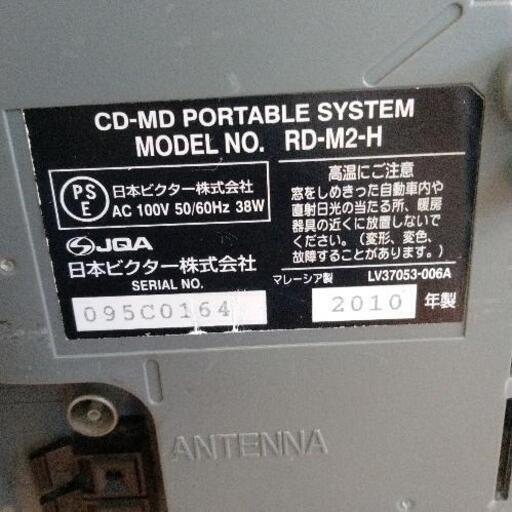 CD-MD PORTABLE SYSTEM
MODEL NO. RD-M2-H
PS
E
日本ビクター株式会社
AC 100V 50/60Hz 38W
JQA
日本ビクター株式会社
SERIAL NO.
095C0164
高温にご注意
窓をしめきった自動車内や
直射日光の当たる所、暖房
器具の近くに放置しないで
ください。（変形、変色、
故障することがあります。）
マレーシア製 LV37053-006A
2010 年製
ANTENNA